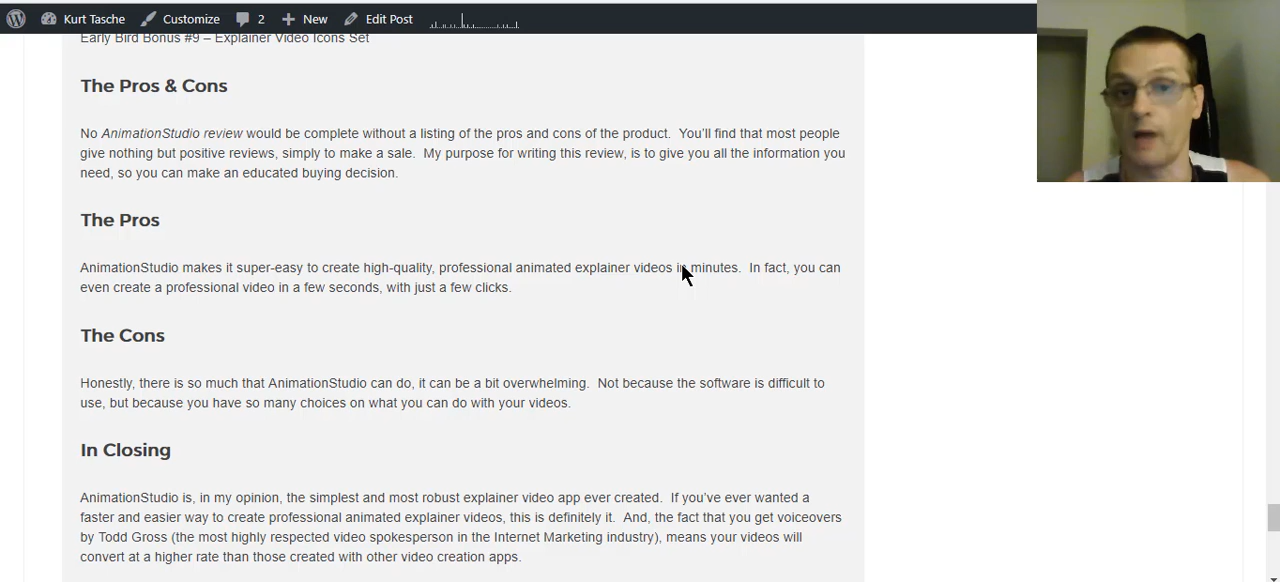 Kurt Tasche Customize 2 New Edit Post
Early Bird Bonus #9 – Explainer Video Icons Set
The Pros & Cons
No AnimationStudio review would be complete without a listing of the pros and cons of the product.  You'll find that most people
give nothing but positive reviews, simply to make a sale.  My purpose for writing this review, is to give you all the information you
need, so you can make an educated buying decision.
The Pros
AnimationStudio makes it super-easy to create high-quality, professional animated explainer videos in minutes.  In fact, you can
even create a professional video in a few seconds, with just a few clicks.
The Cons
Honestly, there is so much that AnimationStudio can do, it can be a bit overwhelming.  Not because the software is difficult to
use, but because you have so many choices on what you can do with your videos.
In Closing
AnimationStudio is, in my opinion, the simplest and most robust explainer video app ever created.  If you've ever wanted a
faster and easier way to create professional animated explainer videos, this is definitely it.  And, the fact that you get voiceovers
by Todd Gross (the most highly respected video spokesperson in the Internet Marketing industry), means your videos will
convert at a higher rate than those created with other video creation apps.